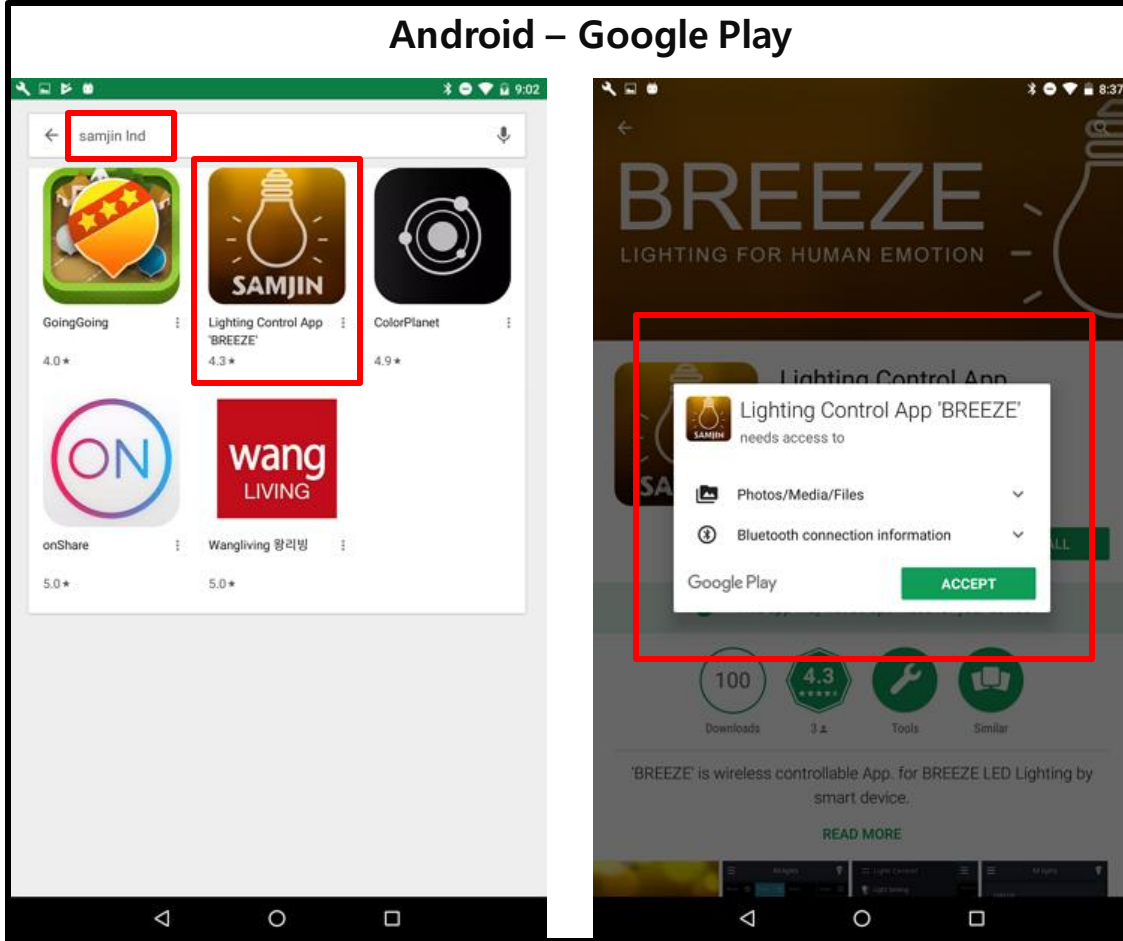 Android – Google Play
9:02
samjin Ind
SAMJIN
GoingGoing
Lighting Control App
'BREEZE'
ColorPlanet
4.0★
4.3★
4.9★
ON
wang
LIVING
onShare
Wangliving 왕리빙
5.0★
5.0★
8:37
BREEZE
LIGHTING FOR HUMAN EMOTION
Lighting Control App
SAMJIN
Lighting Control App 'BREEZE'
needs access to
Photos/Media/Files
Bluetooth connection information
Google Play
ACCEPT
100
4.3
Downloads
3
Tools
Similar
'BREEZE' is wireless controllable App. for BREEZE LED Lighting by
smart device.
READ MORE